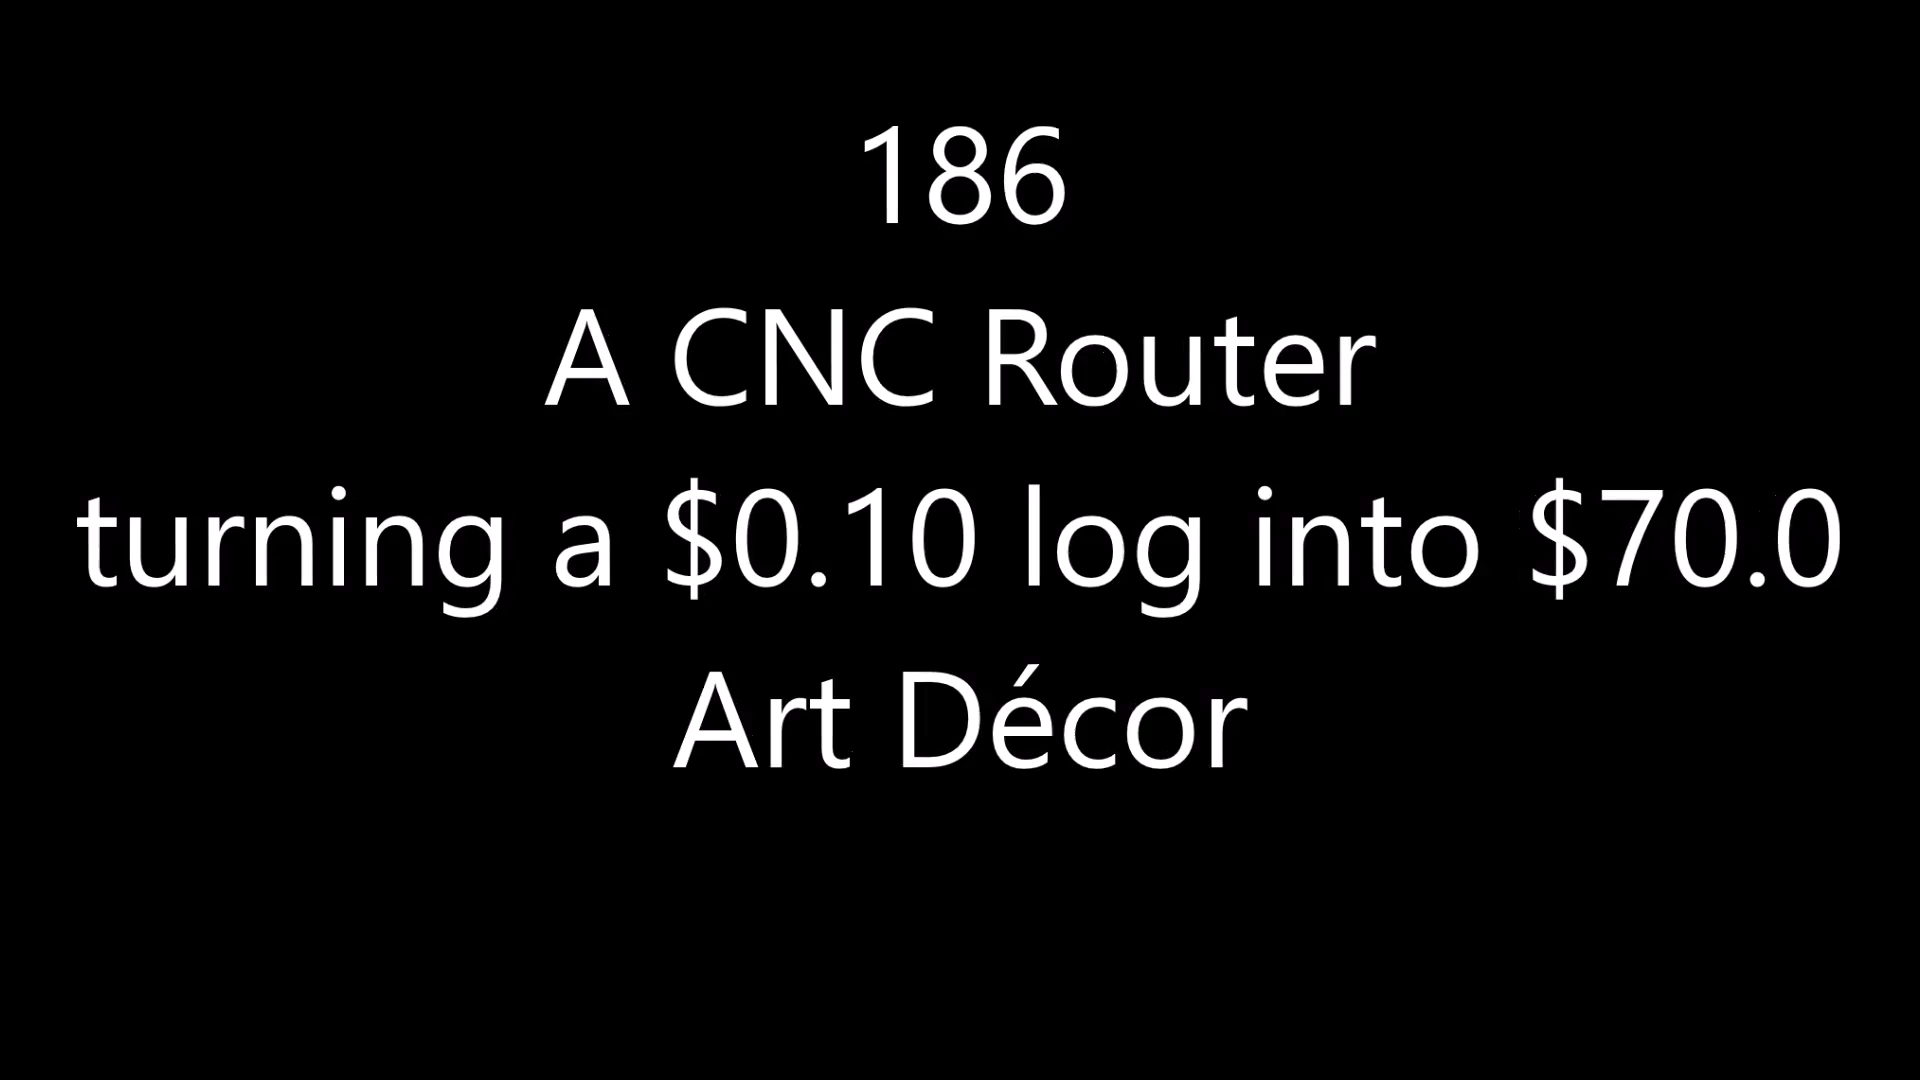 186
A CNC Router
turning a $0.10 log into $70.0
Art Décor